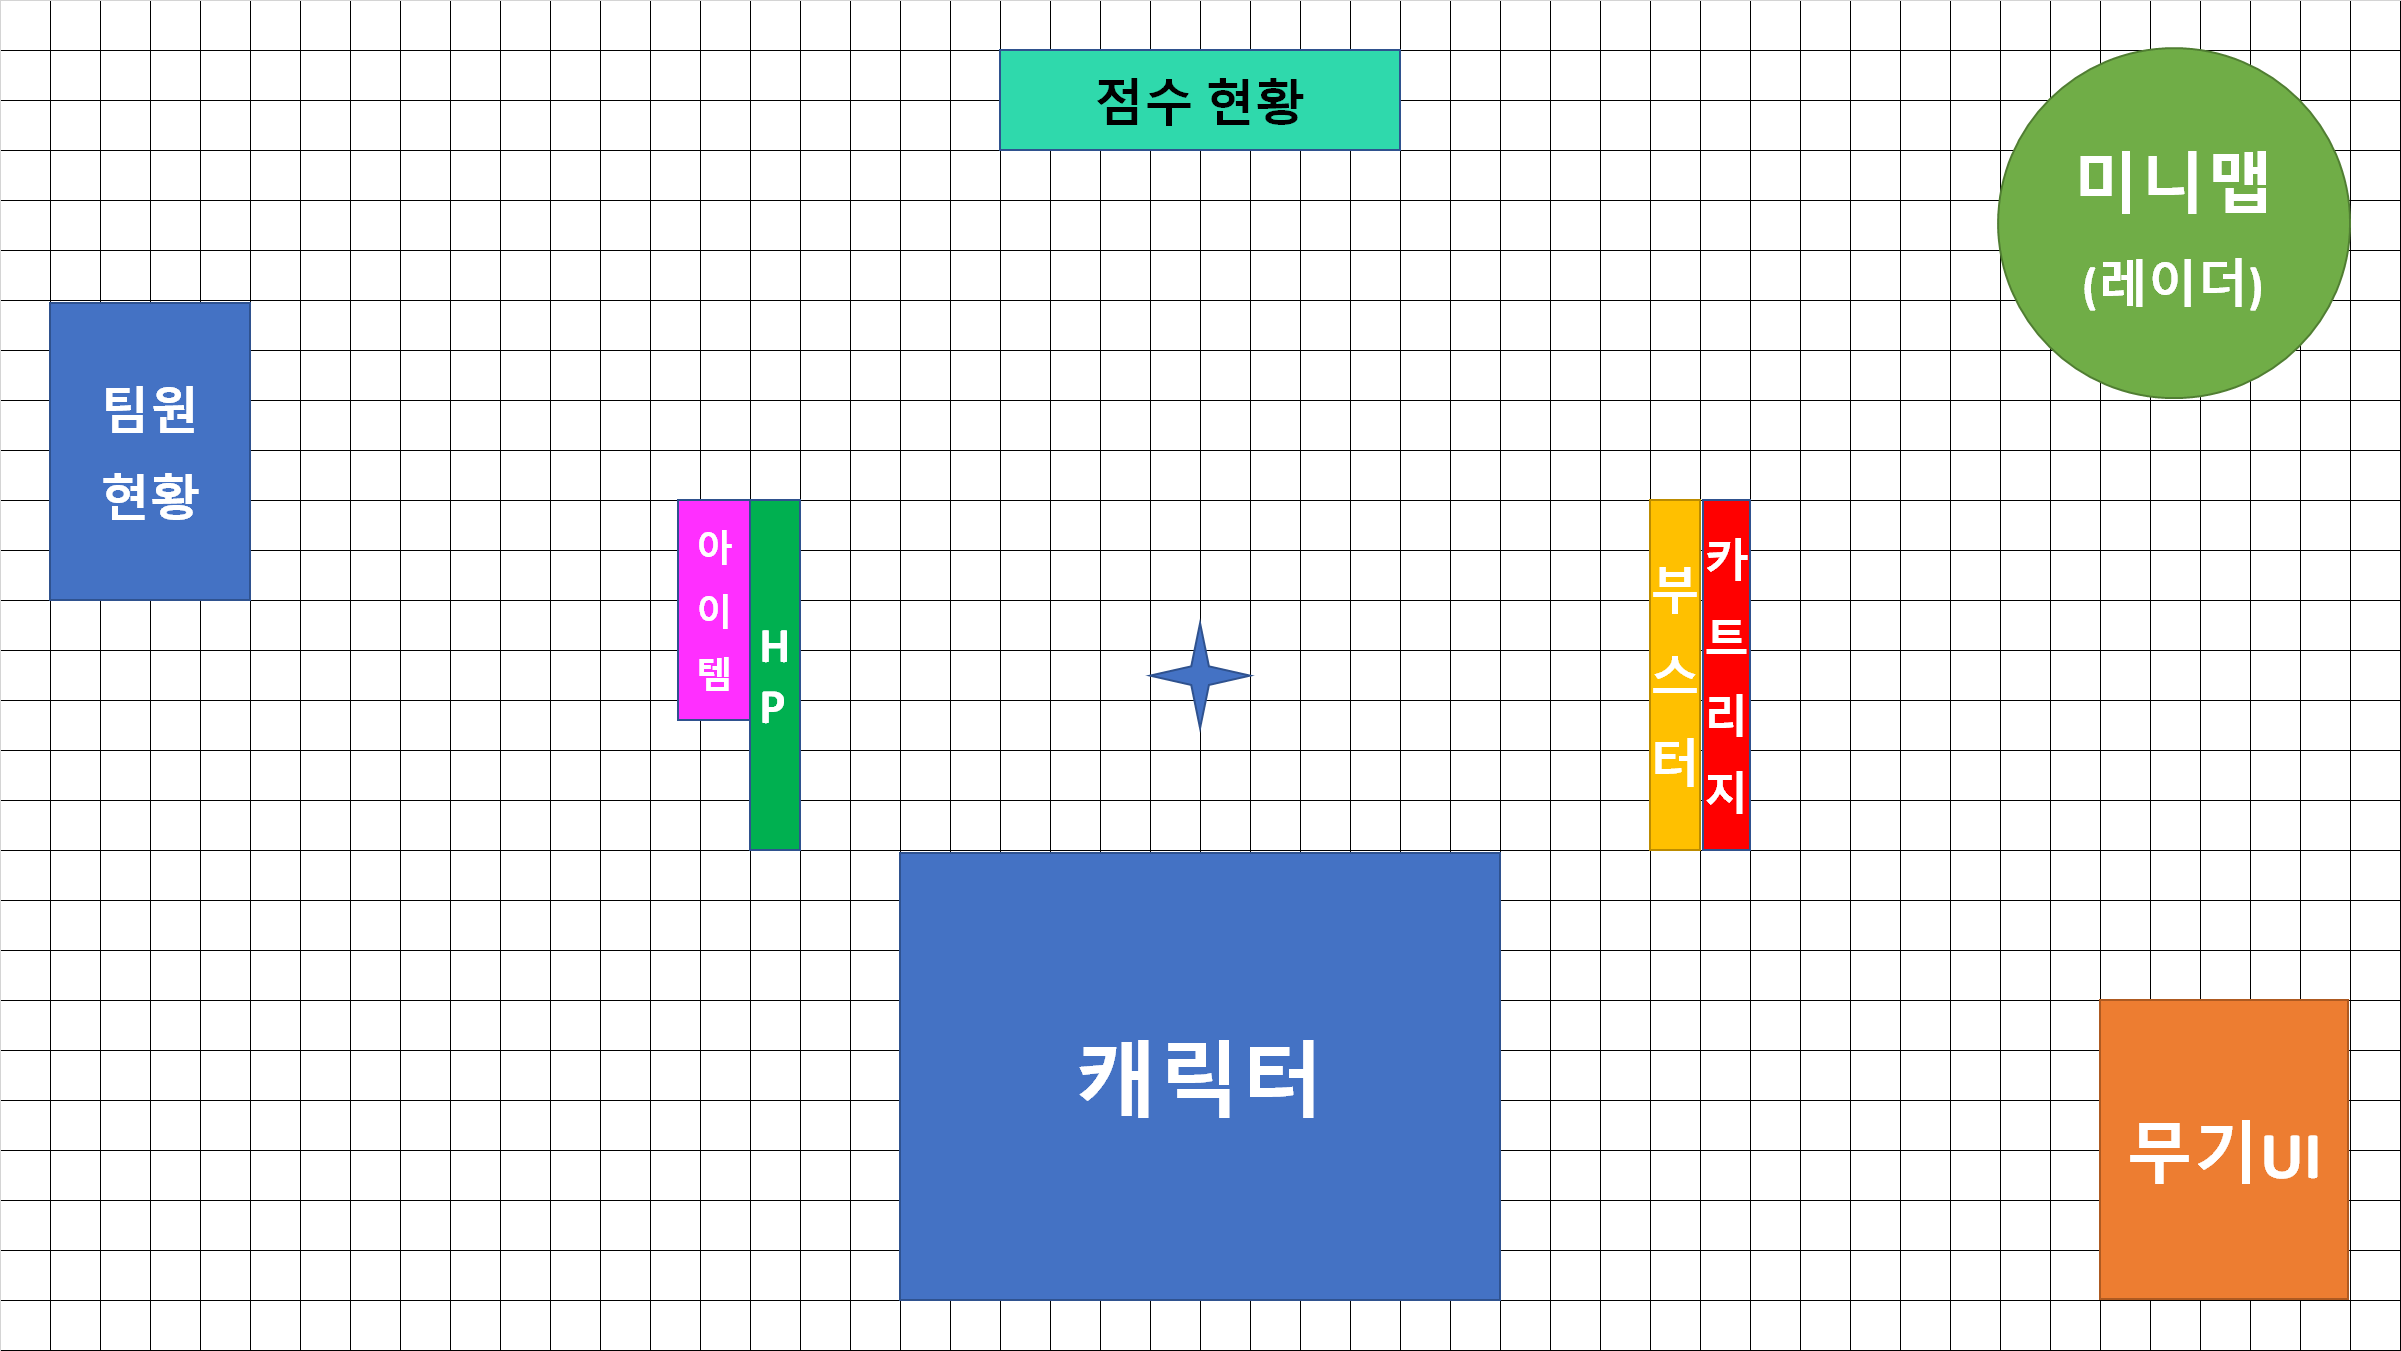 점수 현황
미니맵
(레이더)
팀원
현황
아
이
템
H
P
부
스
터
카
트
리
지
캐릭터
무기UI